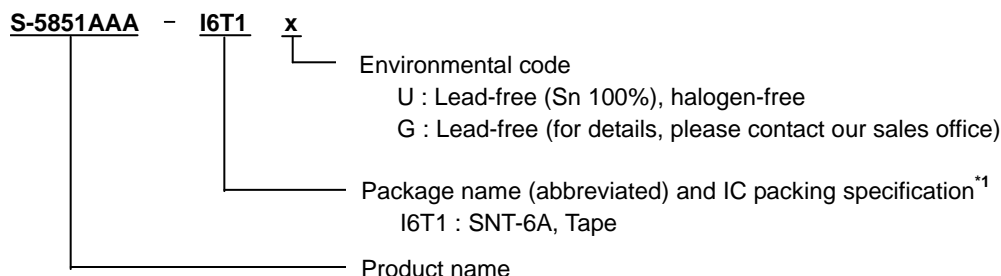 S-5851AAA – I6T1 x
Environmental code
U : Lead-free (Sn 100%), halogen-free
G : Lead-free (for details, please contact our sales office)
Package name (abbreviated) and IC packing specification*1
I6T1 : SNT-6A, Tape
Product name